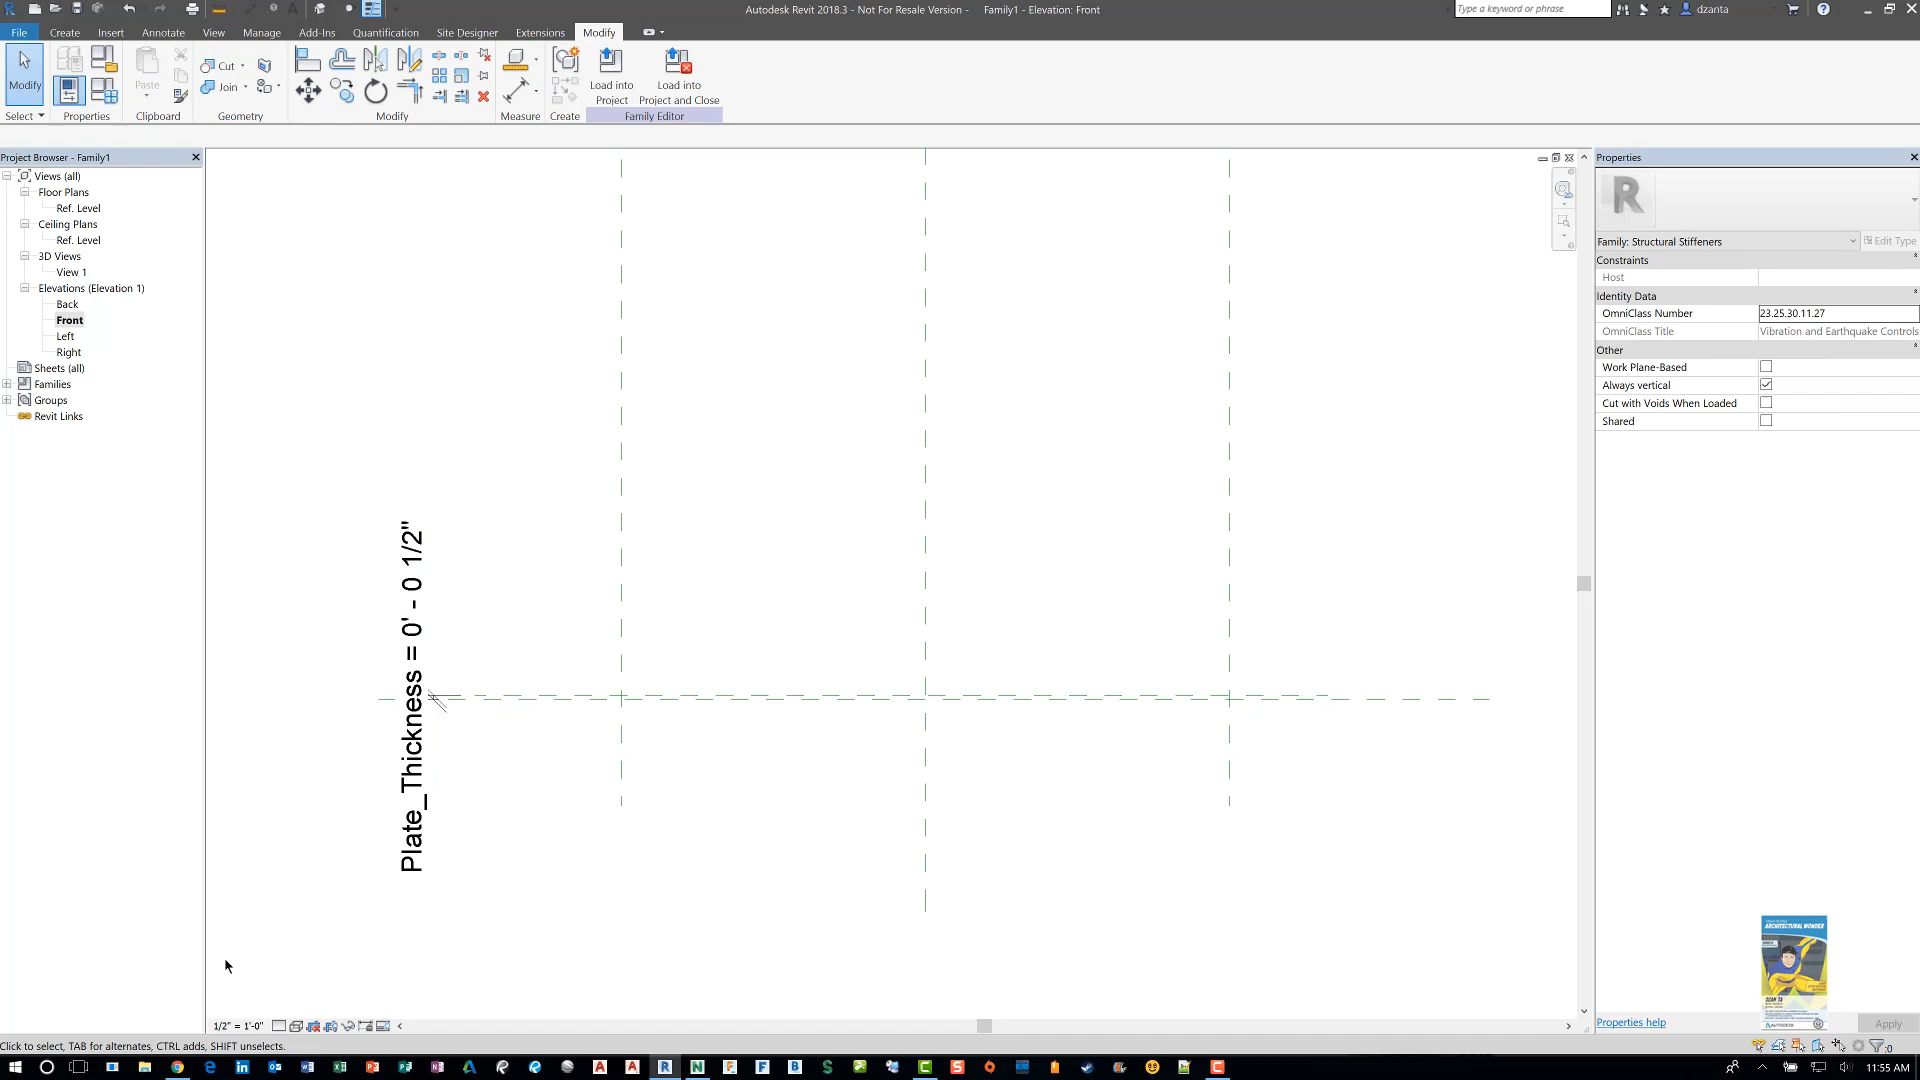 Autodesk Revit 2018.3 - Not For Resale Version - Family1 - Elevation: Front
Type a keyword or phrase
dzanta
File Create Insert Annotate View Manage Add-Ins Quantification Site Designer Extensions Modify
Modify
Paste
Cut
Join
Load into
Project
Load into
Project and Close
Select Properties Clipboard Geometry Modify Measure Create Family Editor
Project Browser - Family1
Views (all)
Floor Plans
Ref. Level
Ceiling Plans
Ref. Level
3D Views
View 1
Elevations (Elevation 1)
Back
Front
Left
Right
Sheets (all)
Families
Groups
Revit Links
Plate_Thickness = 0' - 0 1/2"
Properties
Family: Structural Stiffeners
Edit Type
Constraints
Host
Identity Data
OmniClass Number 23.25.30.11.27
OmniClass Title Vibration and Earthquake Controls
Other
Work Plane-Based
Always vertical
Cut with Voids When Loaded
Shared
ARCHITECTURAL WONDER
AUTODESK
Properties help
Apply
1/2" = 1'-0"
Click to select, TAB for alternates, CTRL adds, SHIFT unselects.
:0
11:55 AM